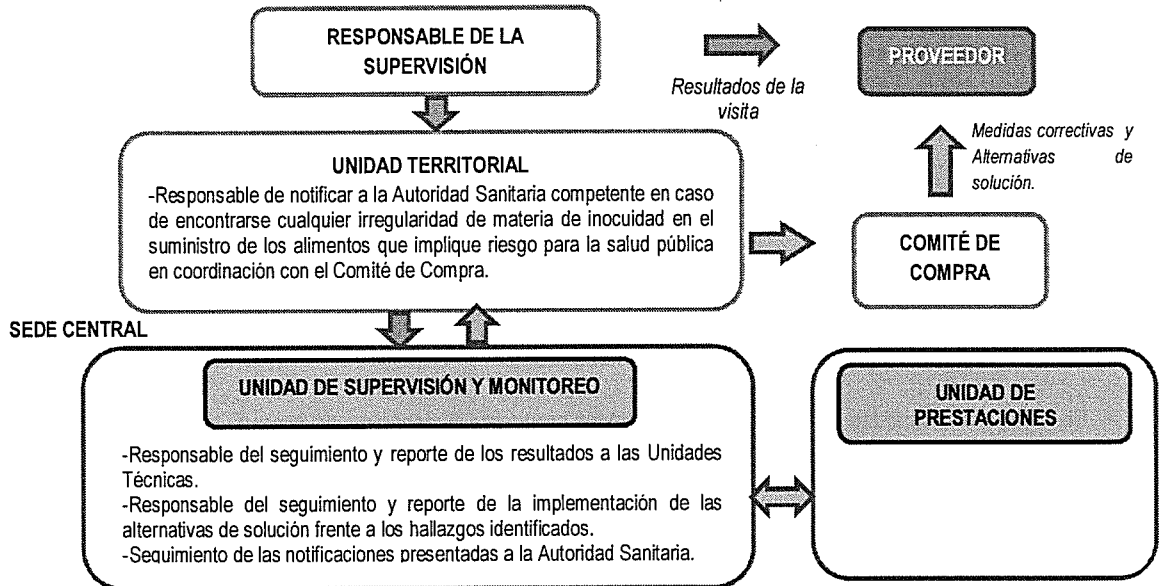 RESPONSABLE DE LA
SUPERVISIÓN
Resultados de la
visita
PROVEEDOR
Medidas correctivas y
Alternativas de
solución.
UNIDAD TERRITORIAL
-Responsable de notificar a la Autoridad Sanitaria competente en caso
de encontrarse cualquier irregularidad de materia de inocuidad en el
suministro de los alimentos que implique riesgo para la salud pública
en coordinación con el Comité de Compra.
COMITÉ DE
COMPRA
SEDE CENTRAL
UNIDAD DE SUPERVISIÓN Y MONITOREO
-Responsable del seguimiento y reporte de los resultados a las Unidades
Técnicas.
-Responsable del seguimiento y reporte de la implementación de las
alternativas de solución frente a los hallazgos identificados.
-Seguimiento de las notificaciones presentadas a la Autoridad Sanitaria.
UNIDAD DE
PRESTACIONES